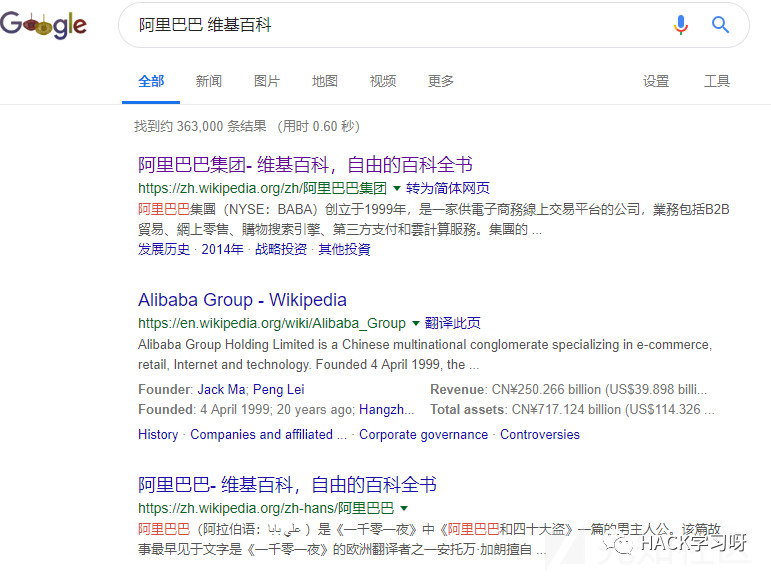 Google
阿里巴巴 维基百科
全部 新闻 图片 地图 视频 更多 设置 工具
找到约 363,000 条结果 (用时 0.60 秒)
阿里巴巴集团- 维基百科，自由的百科全书
https://zh.wikipedia.org/zh/阿里巴巴集团 转为简体网页
阿里巴巴集團（NYSE：BABA）创立于1999年，是一家供電子商務線上交易平台的公司，業務包括B2B
貿易、網上零售、購物搜索引擎、第三方支付和雲計算服務。集團的 ...
发展历史 · 2014年 · 战略投资 · 其他投資
Alibaba Group - Wikipedia
https://en.wikipedia.org/wiki/Alibaba_Group 翻译此页
Alibaba Group Holding Limited is a Chinese multinational conglomerate specializing in e-commerce,
retail, Internet and technology. Founded 4 April 1999, the ...
Founder: Jack Ma; Peng Lei Revenue: CN¥250.266 billion (US$39.898 billi...
Founded: 4 April 1999; 20 years ago; Hangzh... Total assets: CN¥717.124 billion (US$114.326 ...
History · Companies and affiliated ... · Corporate governance · Controversies
阿里巴巴- 维基百科，自由的百科全书
https://zh.wikipedia.org/zh-hans/阿里巴巴
阿里巴巴（阿拉伯语：علي بابا ）是《一千零一夜》中《阿里巴巴和四十大盗》一篇的男主人公。该篇故
事最早见于文字是《一千零一夜》的欧洲翻译者之一安托万·加朗擅自 ...
HACK学习呀